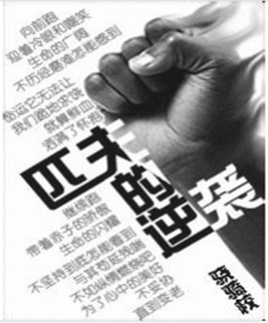 向前跑
迎着冷眼和嘲笑
生命的广阔
不历经磨难怎能感到
命运它无法让
我们跪地求饶
就算鲜血
洒满了怀抱
匹夫
的
逆袭
继续跑
带着赤子的骄傲
生命的闪耀
不坚持到底怎能看到
与其苟延残喘
不如纵情燃烧吧
为了心中的美好
不妥协
直到变老
骁骑校